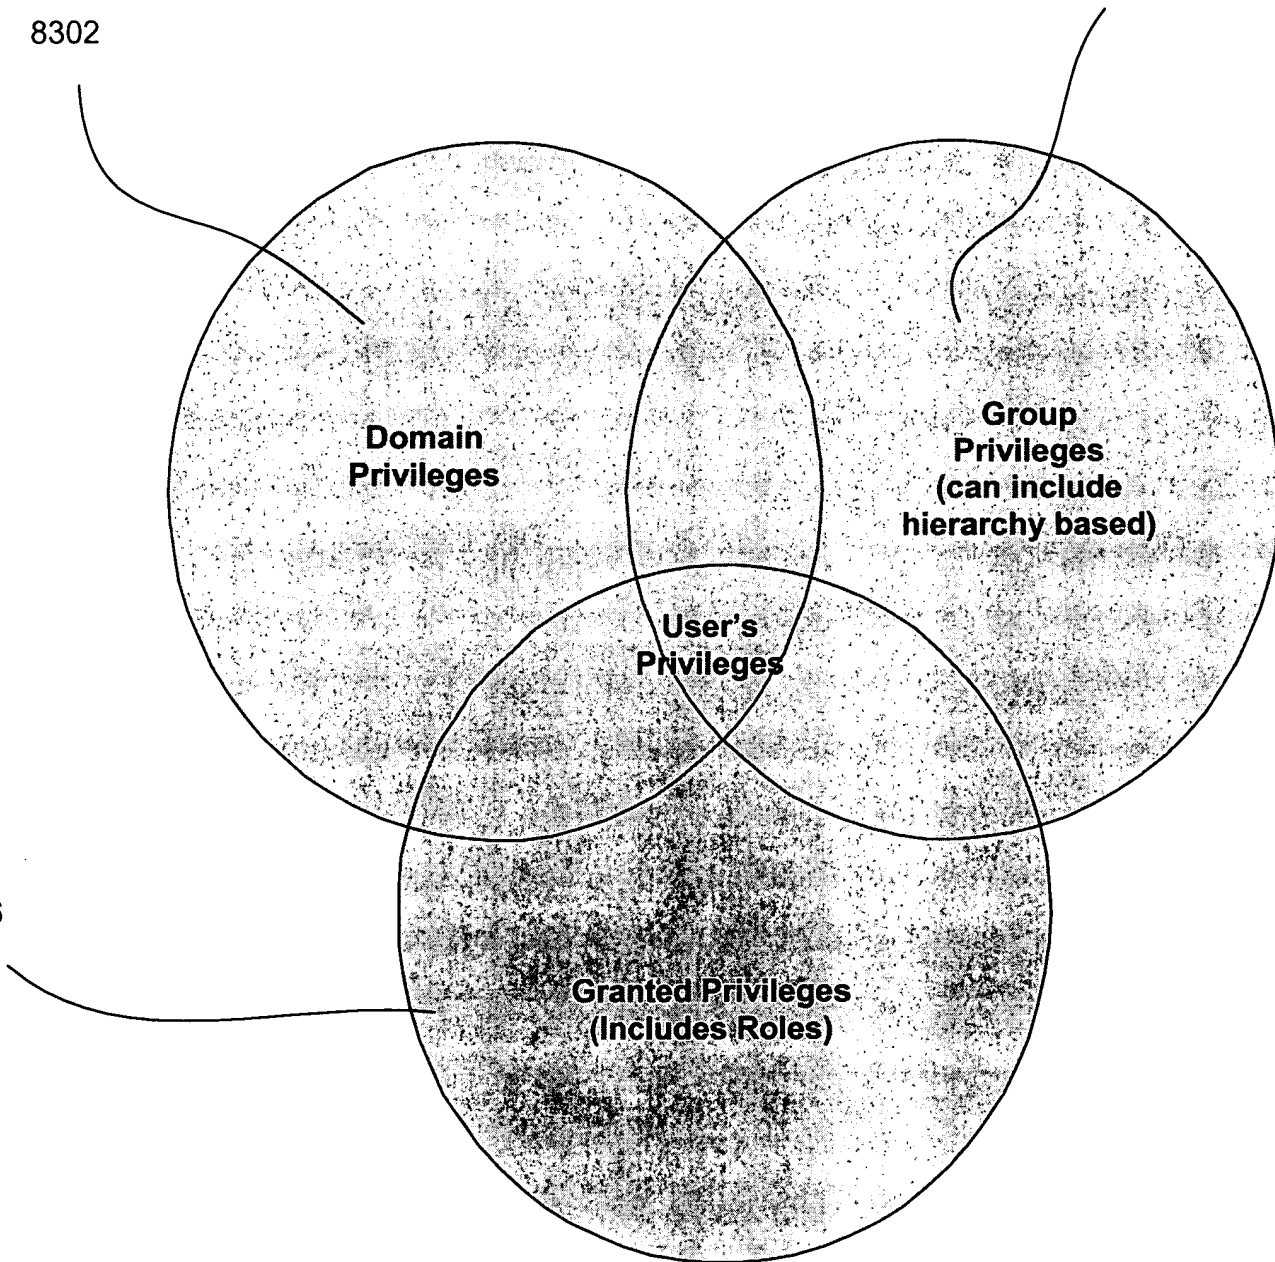 8302
Domain
Privileges
Group
Privileges
(can include
hierarchy based)
User's
Privileges
Granted Privileges
(Includes Roles)